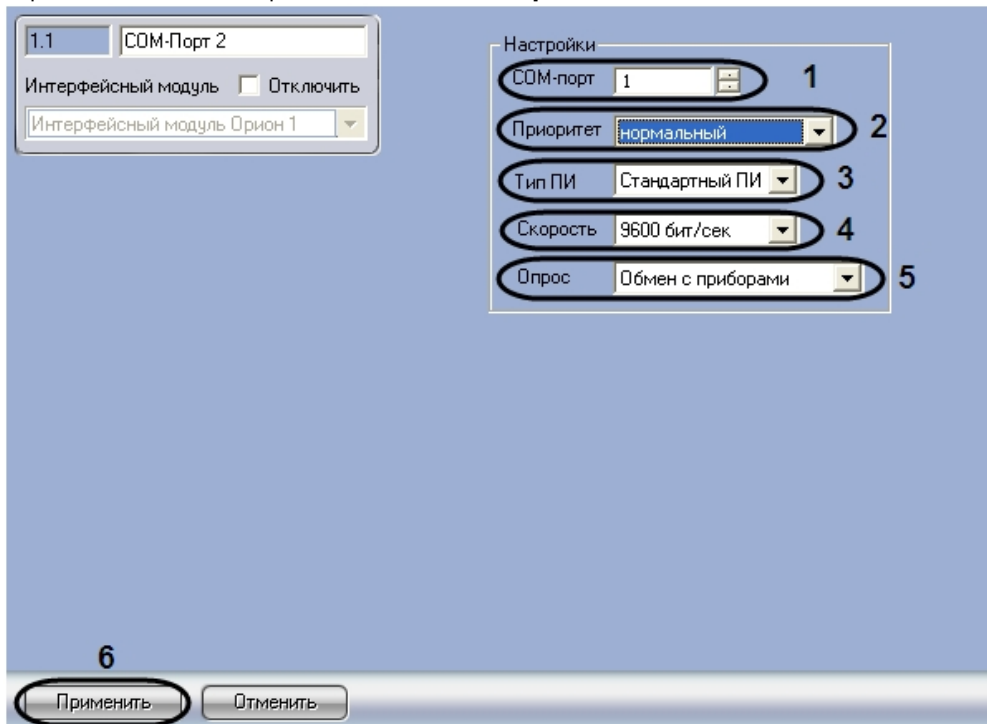 1.1 COM-Порт 2
Интерфейсный модуль Отключить
Интерфейсный модуль Орион 1
Настройки
COM-порт 1 1
Приоритет нормальный 2
Тип ПИ Стандартный ПИ 3
Скорость 9600 бит/сек 4
Опрос Обмен с приборами 5
6
Применить Отменить